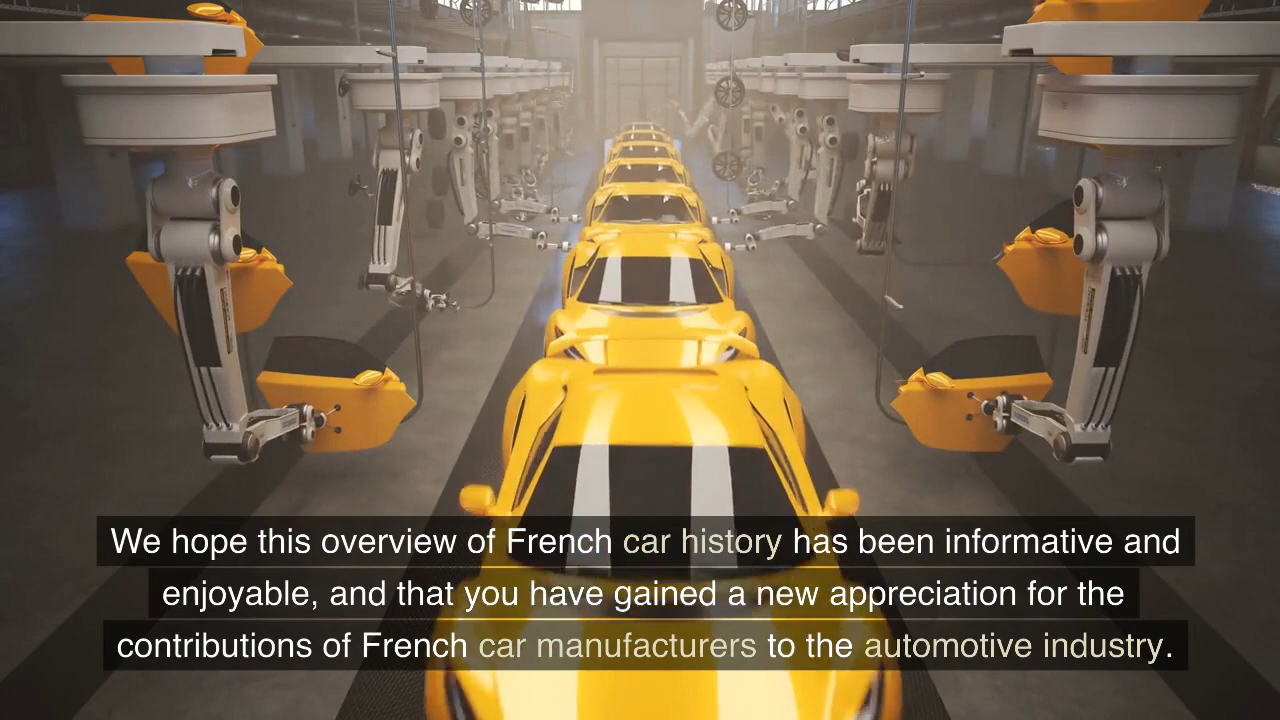 We hope this overview of French car history has been informative and
enjoyable, and that you have gained a new appreciation for the
contributions of French car manufacturers to the automotive industry.